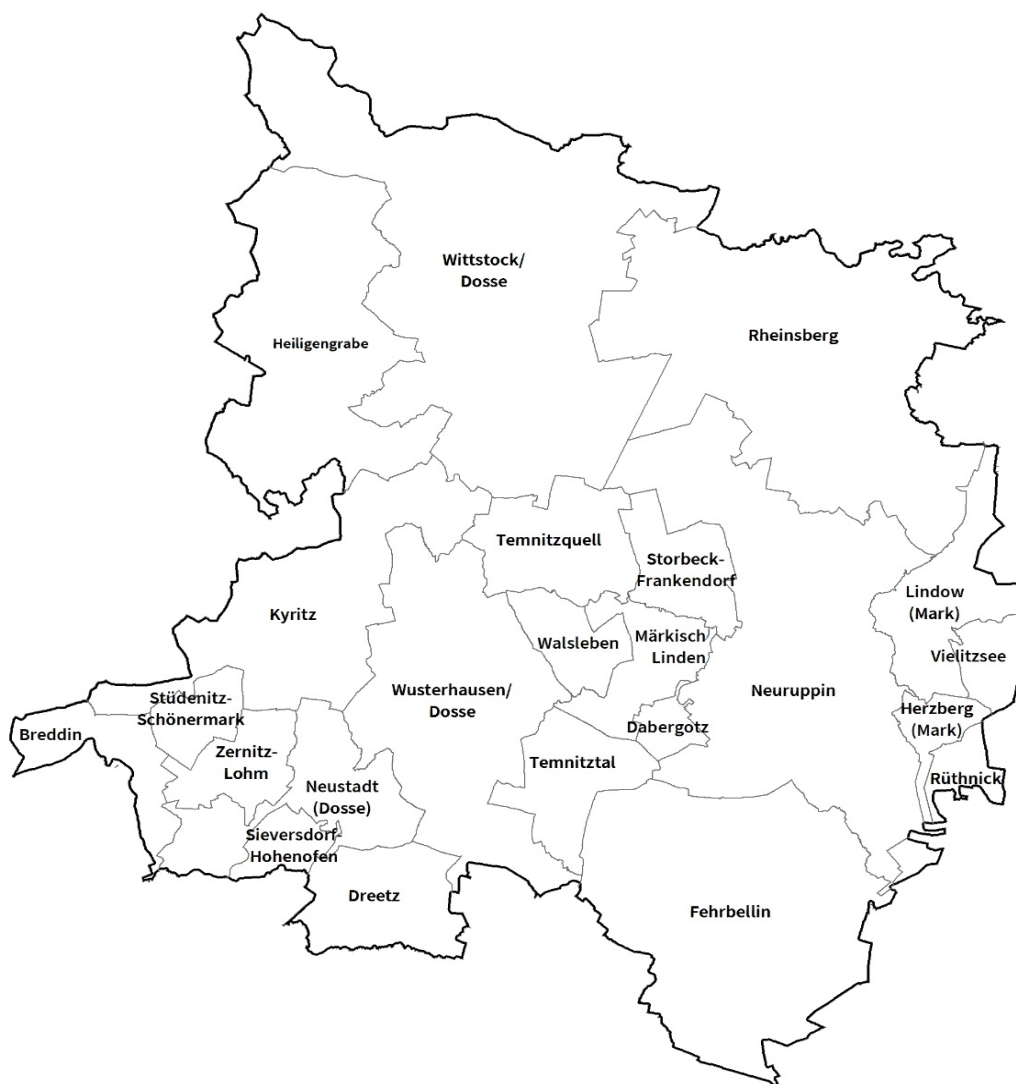 Wittstock/
Dosse
Rheinsberg
Heiligengrabe
Temnitzquell
Storbeck-
Frankendorf
Kyritz
Lindow
(Mark)
Walsleben
Märkisch
Linden
Vielitzsee
Wusterhausen/
Dosse
Neuruppin
Stüdenitz-
Schönermark
Breddin
Herzberg
(Mark)
Dabergotz
Zernitz-
Lohm
Temnitztal
Neustadt
(Dosse)
Rüthnick
Sieversdorf-
Hohenofen
Dreetz
Fehrbellin